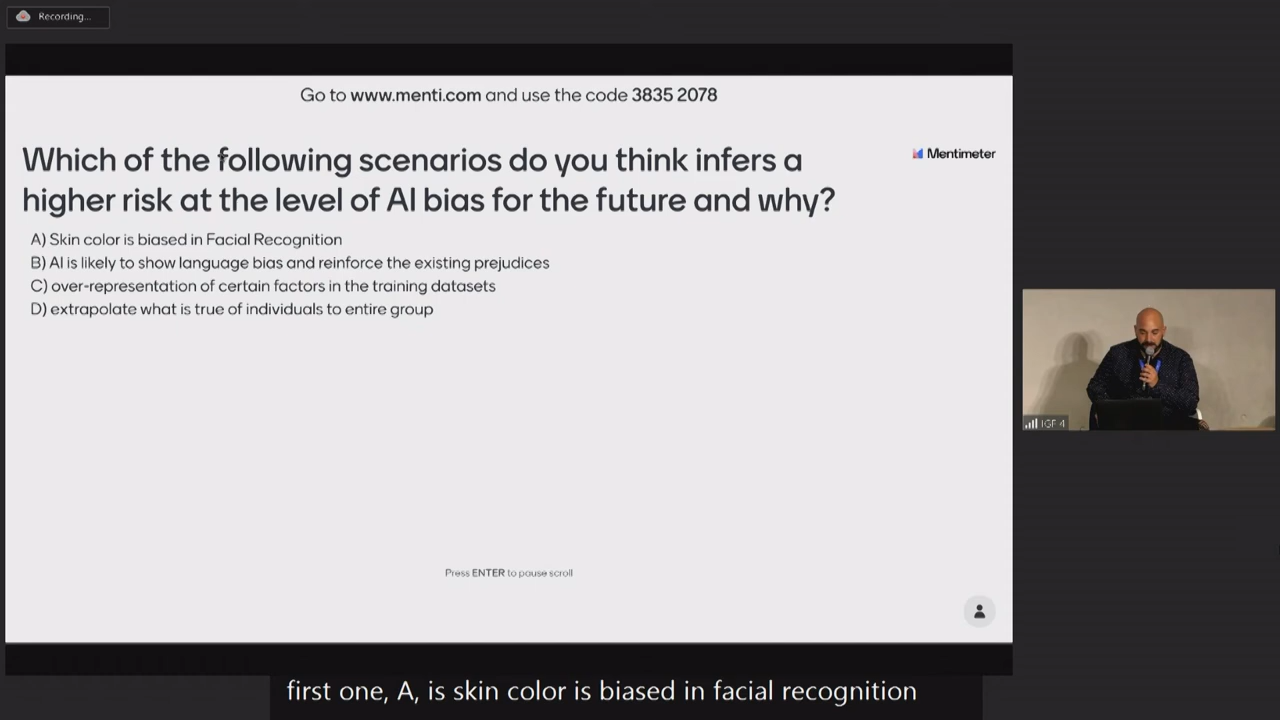 Recording...
Go to www.menti.com and use the code 3835 2078
Which of the following scenarios do you think infers a
higher risk at the level of AI bias for the future and why?
Mentimeter
A) Skin color is biased in Facial Recognition
B) AI is likely to show language bias and reinforce the existing prejudices
C) over-representation of certain factors in the training datasets
D) extrapolate what is true of individuals to entire group
IGF 4
Press ENTER to pause scroll
first one, A, is skin color is biased in facial recognition